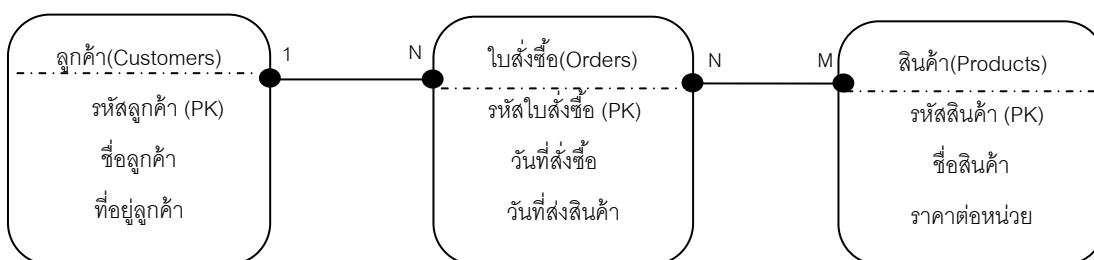 ลูกค้า(Customers)
รหัสลูกค้า (PK)
ชื่อลูกค้า
ที่อยู่ลูกค้า
1
N
ใบสั่งซื้อ(Orders)
รหัสใบสั่งซื้อ (PK)
วันที่สั่งซื้อ
วันที่ส่งสินค้า
N
M
สินค้า(Products)
รหัสสินค้า (PK)
ชื่อสินค้า
ราคาต่อหน่วย